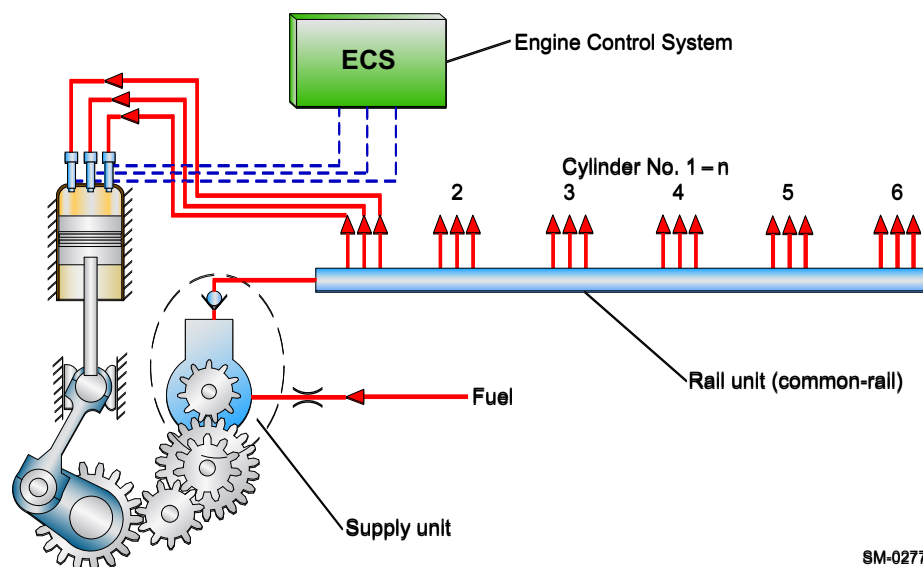 ECS
Engine Control System
Cylinder No. 1 – n
2 3 4 5 6
Rail unit (common-rail)
Fuel
Supply unit
SM-0277